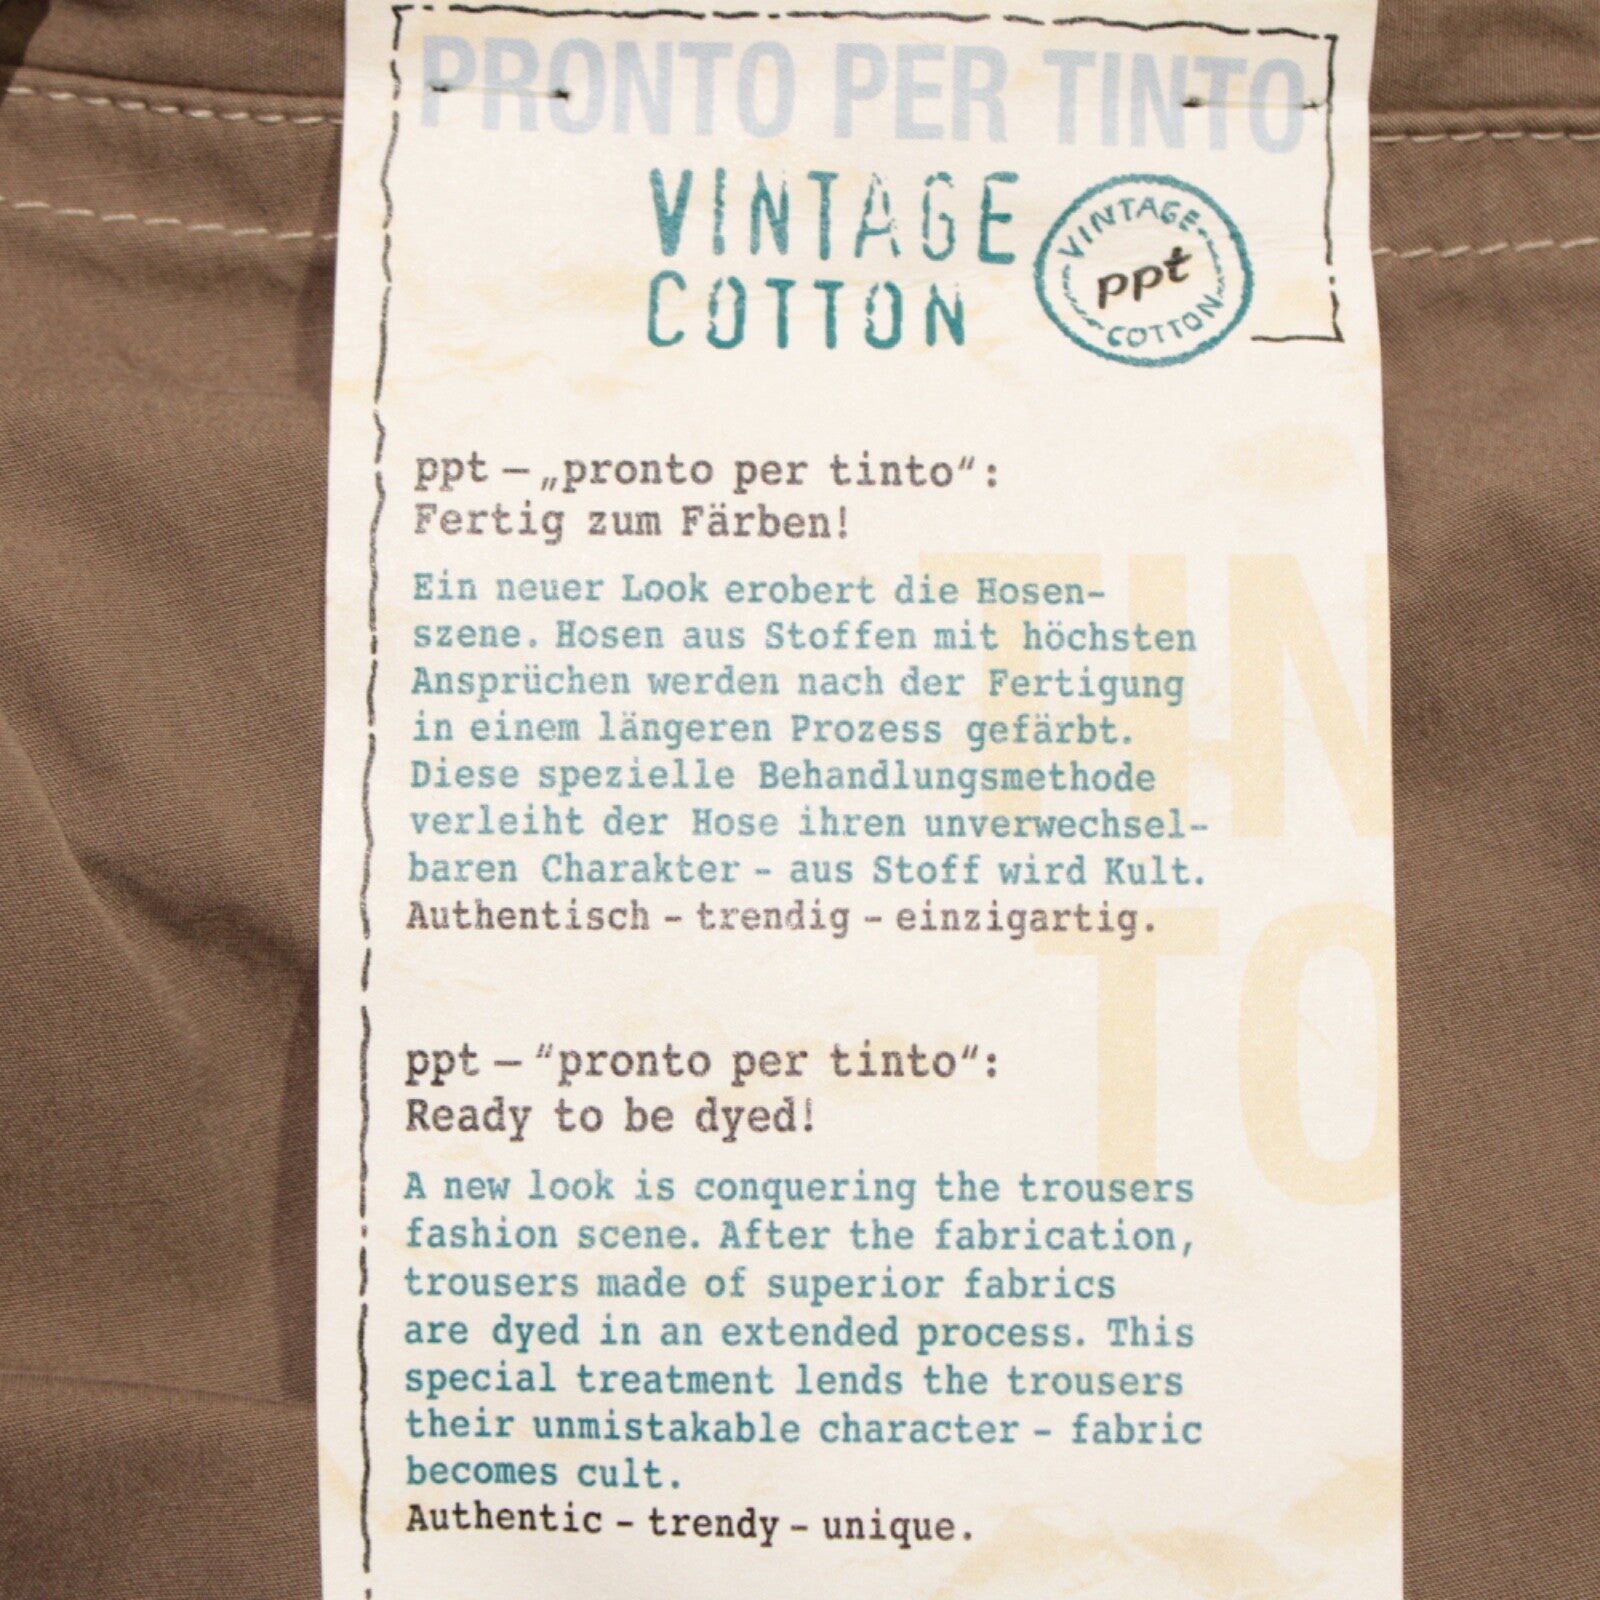 PRONTO PER TINTO
VINTAGE
COTTON
VINTAGE
ppt
COTTON
ppt – „pronto per tinto“:
Fertig zum Färben!
Ein neuer Look erobert die Hosen-
szene. Hosen aus Stoffen mit höchsten
Ansprüchen werden nach der Fertigung
in einem längeren Prozess gefärbt.
Diese spezielle Behandlungsmethode
verleiht der Hose ihren unverwechsel-
baren Charakter - aus Stoff wird Kult.
Authentisch - trendig - einzigartig.
TIN
TO
ppt – “pronto per tinto“:
Ready to be dyed!
A new look is conquering the trousers
fashion scene. After the fabrication,
trousers made of superior fabrics
are dyed in an extended process. This
special treatment lends the trousers
their unmistakable character - fabric
becomes cult.
Authentic - trendy - unique.